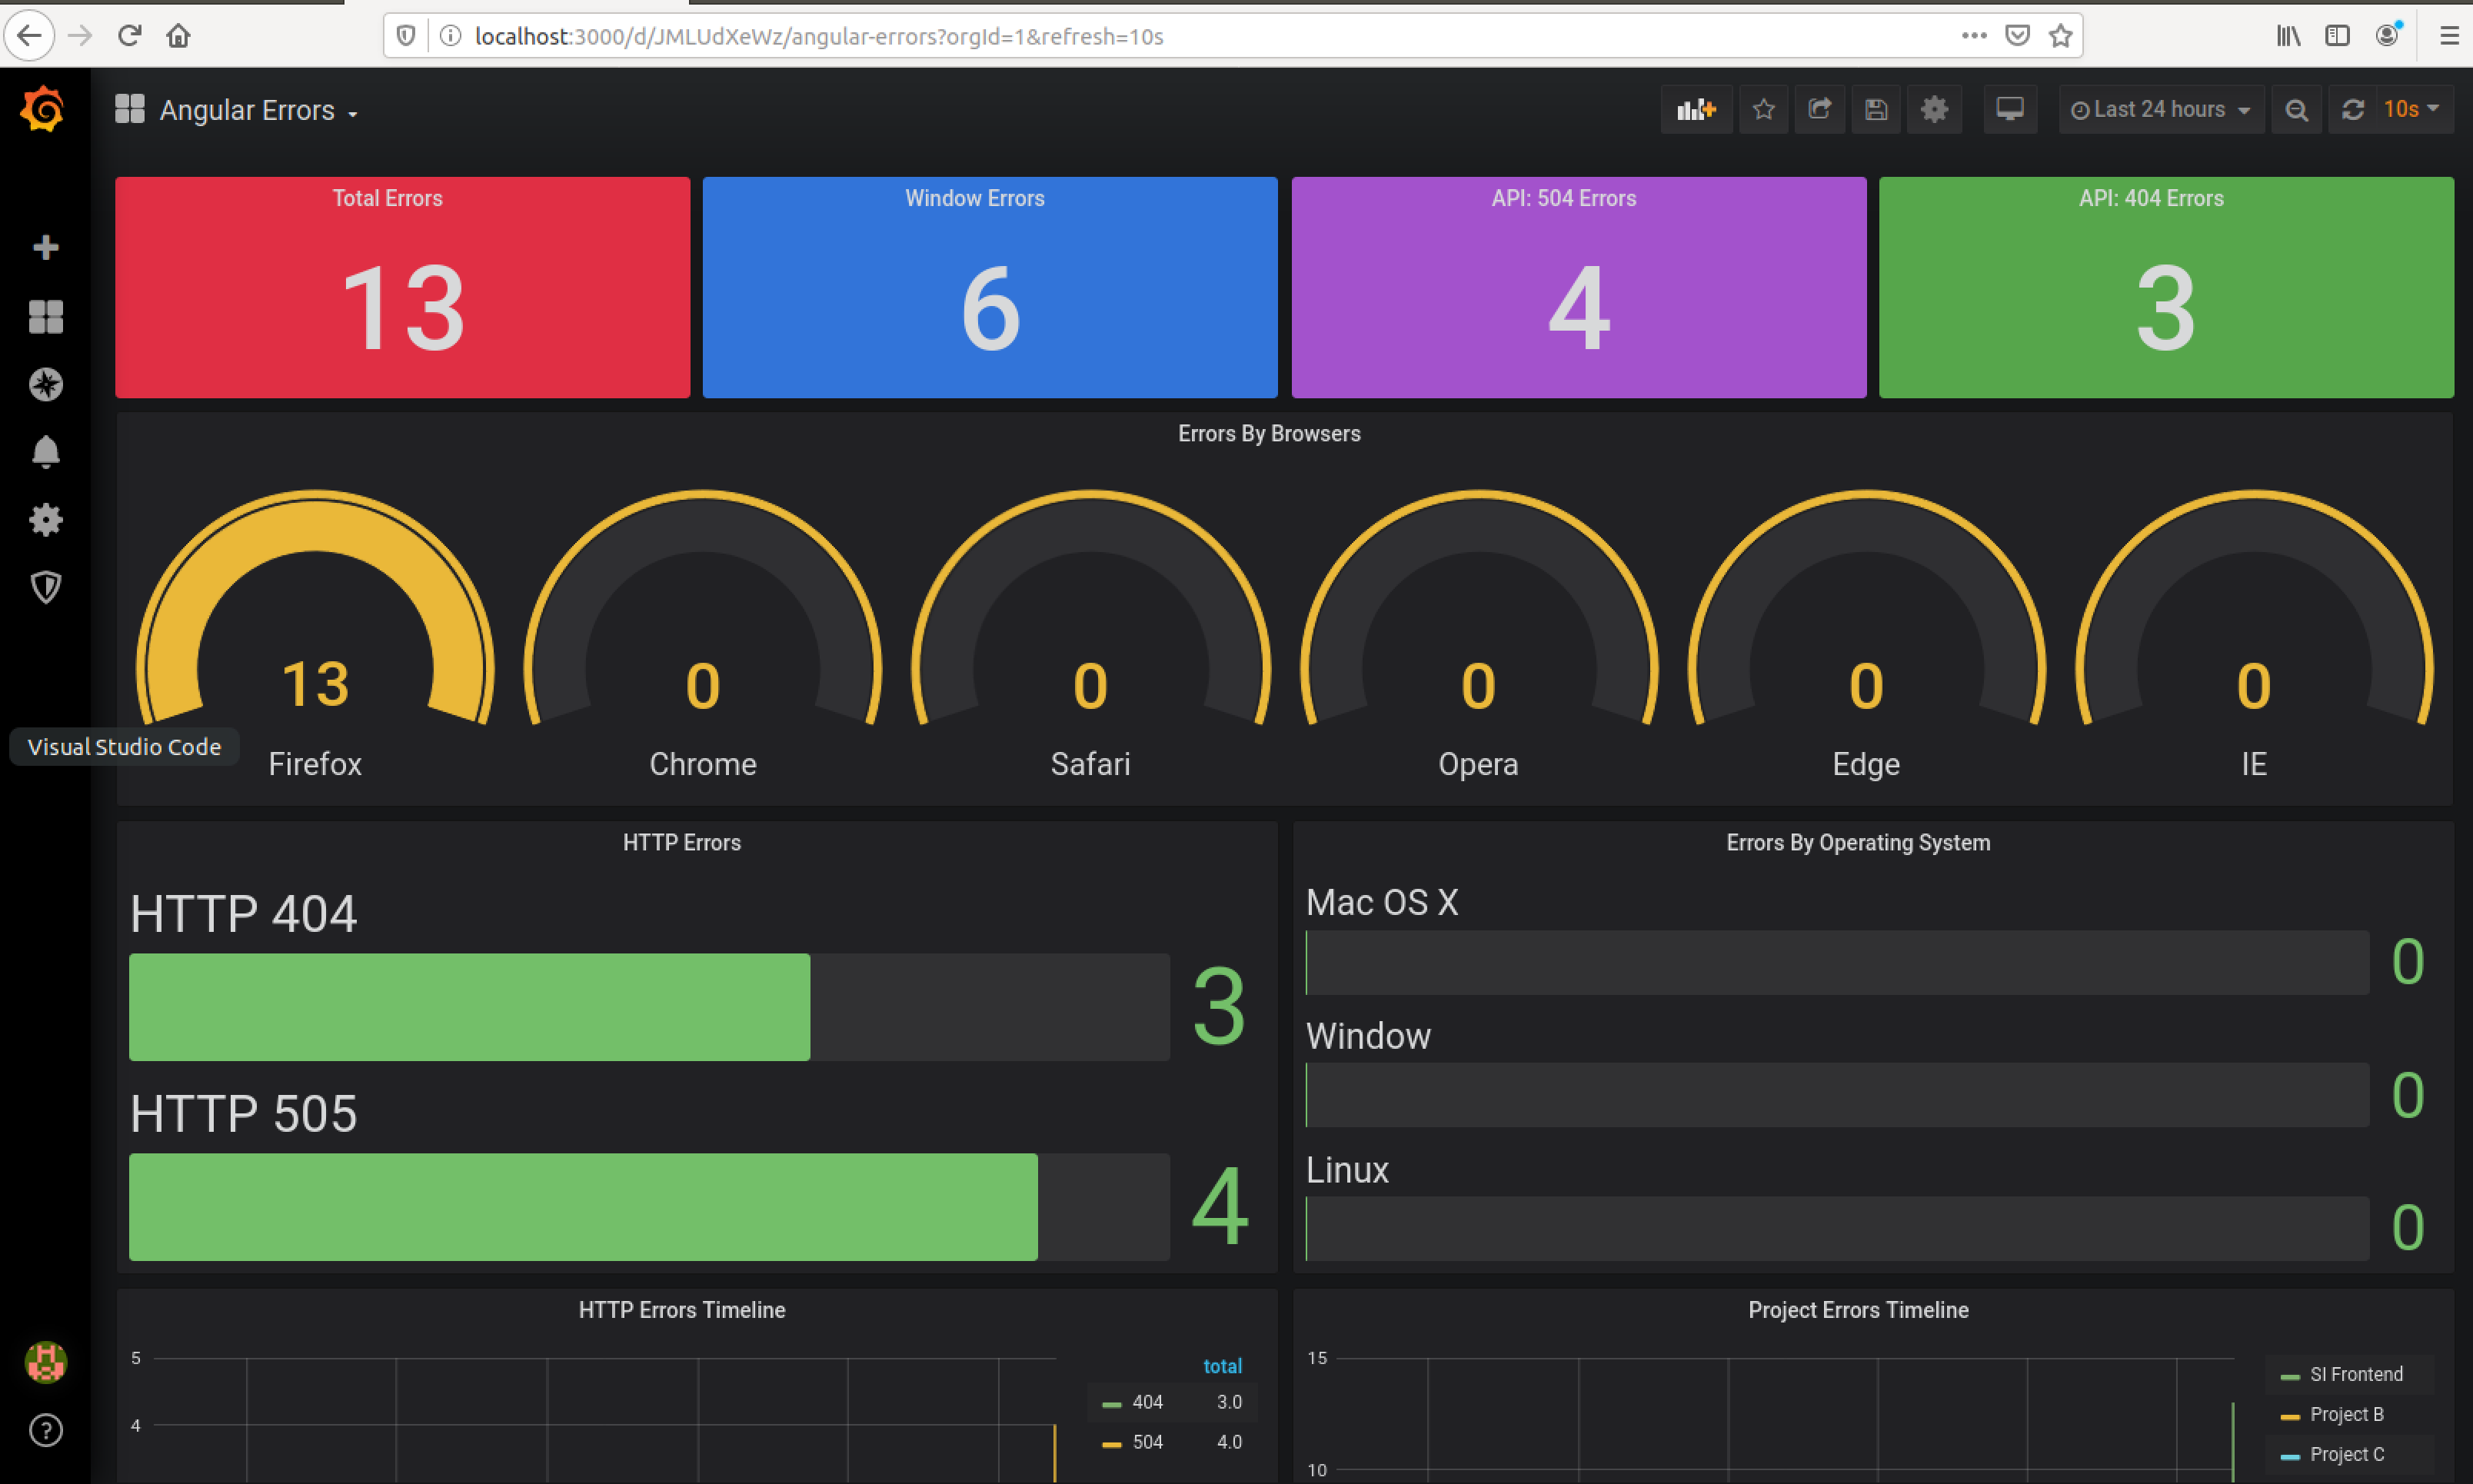 localhost:3000/d/JMLUdXeWz/angular-errors?orgId=1&refresh=10s
Angular Errors
Last 24 hours
10s
Total Errors
13
Window Errors
6
API: 504 Errors
4
API: 404 Errors
3
Errors By Browsers
13
0
0
0
0
0
Visual Studio Code
Firefox
Chrome
Safari
Opera
Edge
IE
HTTP Errors
HTTP 404
3
HTTP 505
4
Errors By Operating System
Mac OS X
0
Window
0
Linux
0
HTTP Errors Timeline
5
4
total
404 3.0
504 4.0
Project Errors Timeline
15
10
SI Frontend
Project B
Project C